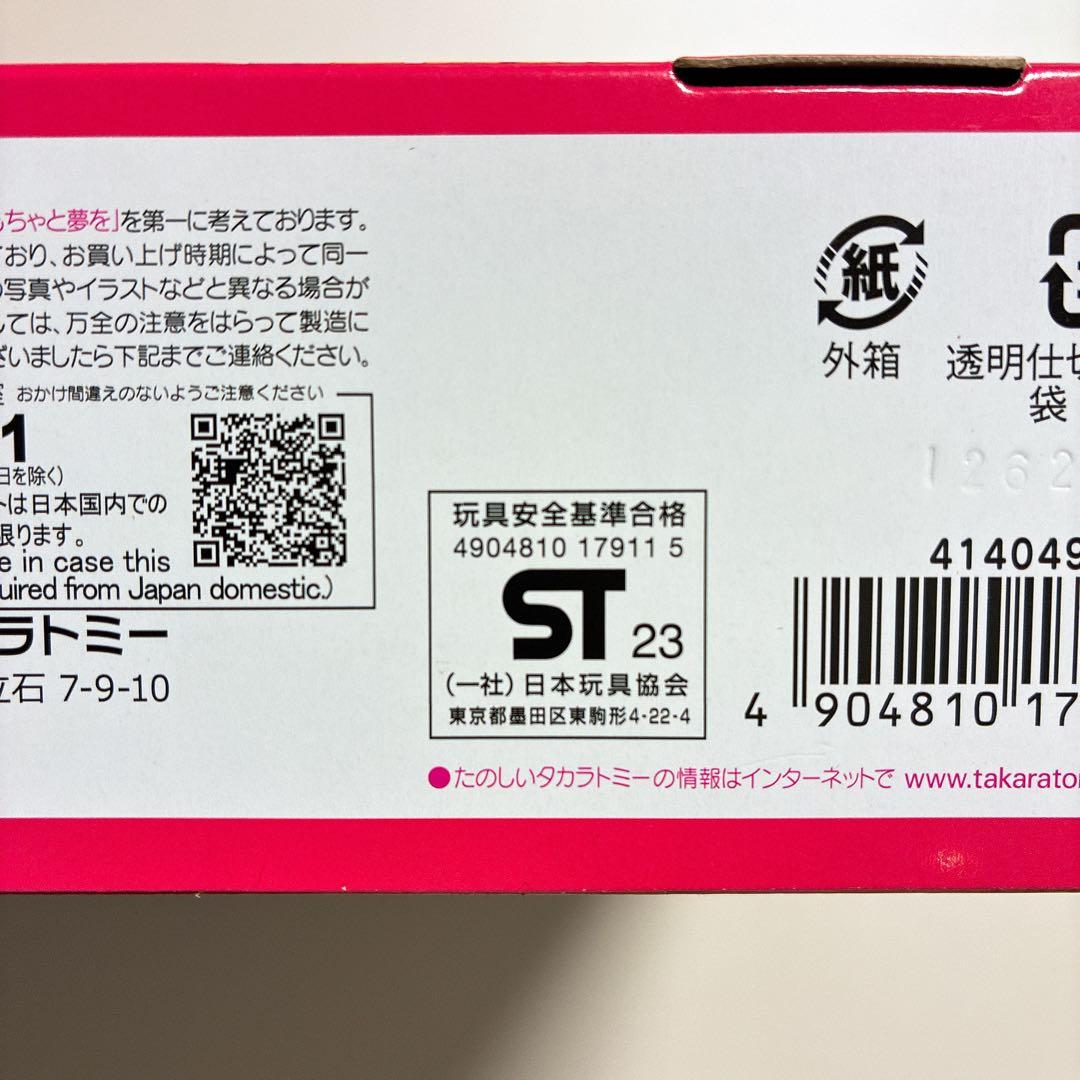 ちゃと夢を」を第一に考えております。
おり、お買い上げ時期によって同一
写真やイラストなどと異なる場合が
しては、万全の注意をはらって製造に
ざいましたら下記までご連絡ください。
おかけ間違えのないようご注意ください
1
日を除く)
トは日本国内での
限ります。
e in case this
uired from Japan domestic.)
ラトミー
立石 7-9-10
紙
外箱
透明仕切
袋
1262
玩具安全基準合格
4904810 17911 5
ST 23
(一社)日本玩具協会
東京都墨田区東駒形4-22-4
414049
4 904810 17
●たのしいタカラトミーの情報はインターネットで www.takarato